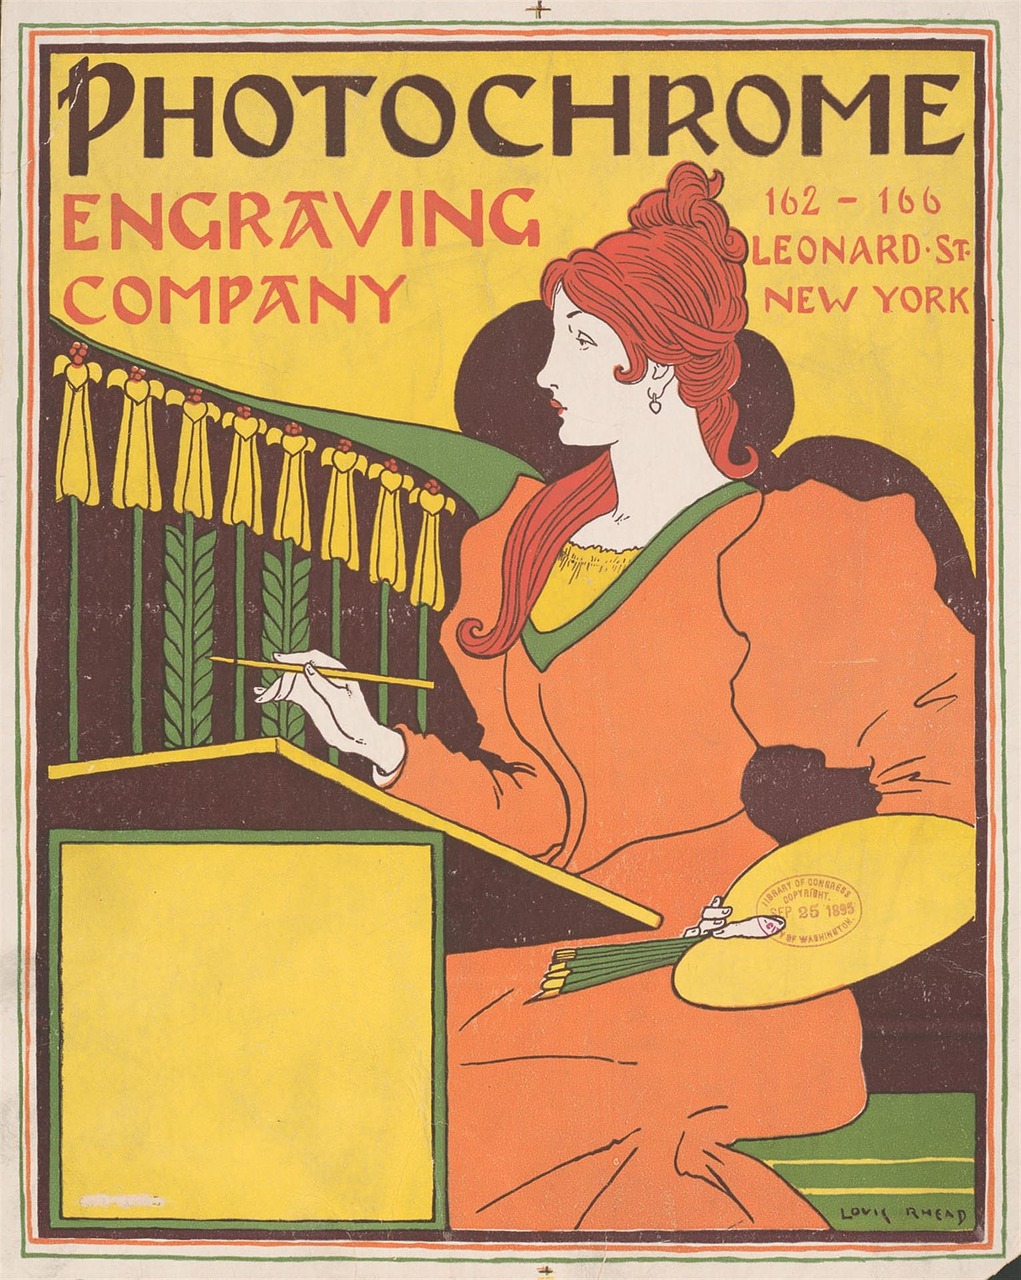 PHOTOCHROME
ENGRAVING
COMPANY
162 - 166
LEONARD·ST.
NEW YORK
LIBRARY OF CONGRESS
COPYRIGHT.
SEP 25 1895
OF WASHINGTON.
LOUIS RHEAD